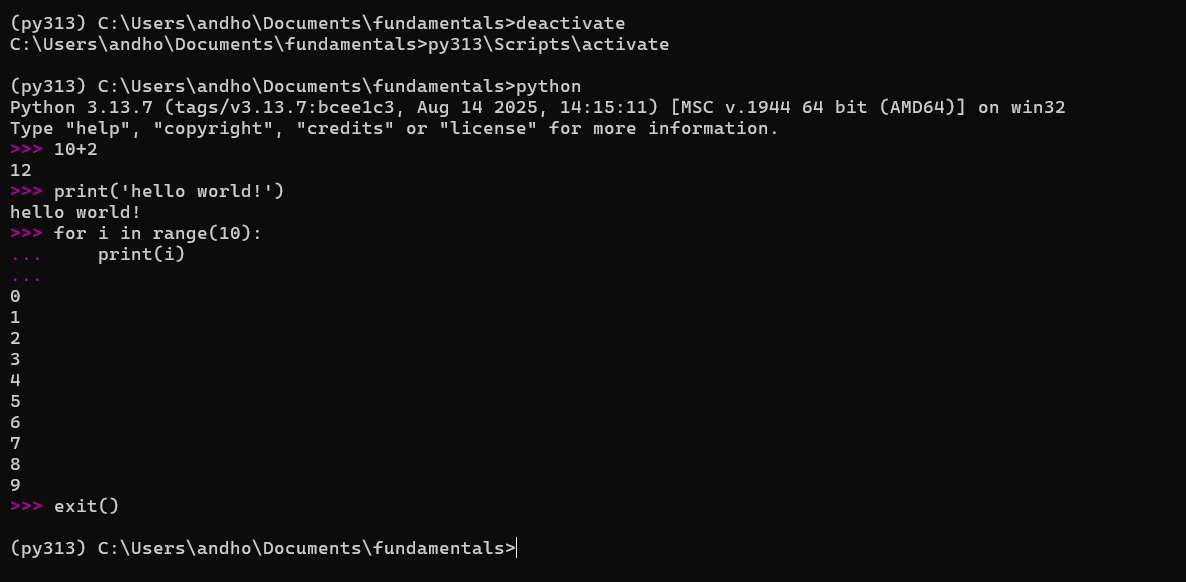 (py313) C:\Users\andho\Documents\fundamentals>deactivate
C:\Users\andho\Documents\fundamentals>py313\Scripts\activate
(py313) C:\Users\andho\Documents\fundamentals>python
Python 3.13.7 (tags/v3.13.7:bcee1c3, Aug 14 2025, 14:15:11) [MSC v.1944 64 bit (AMD64)] on win32
Type "help", "copyright", "credits" or "license" for more information.
>>> 10+2
12
>>> print('hello world!')
hello world!
>>> for i in range(10):
...     print(i)
...
0
1
2
3
4
5
6
7
8
9
>>> exit()
(py313) C:\Users\andho\Documents\fundamentals>